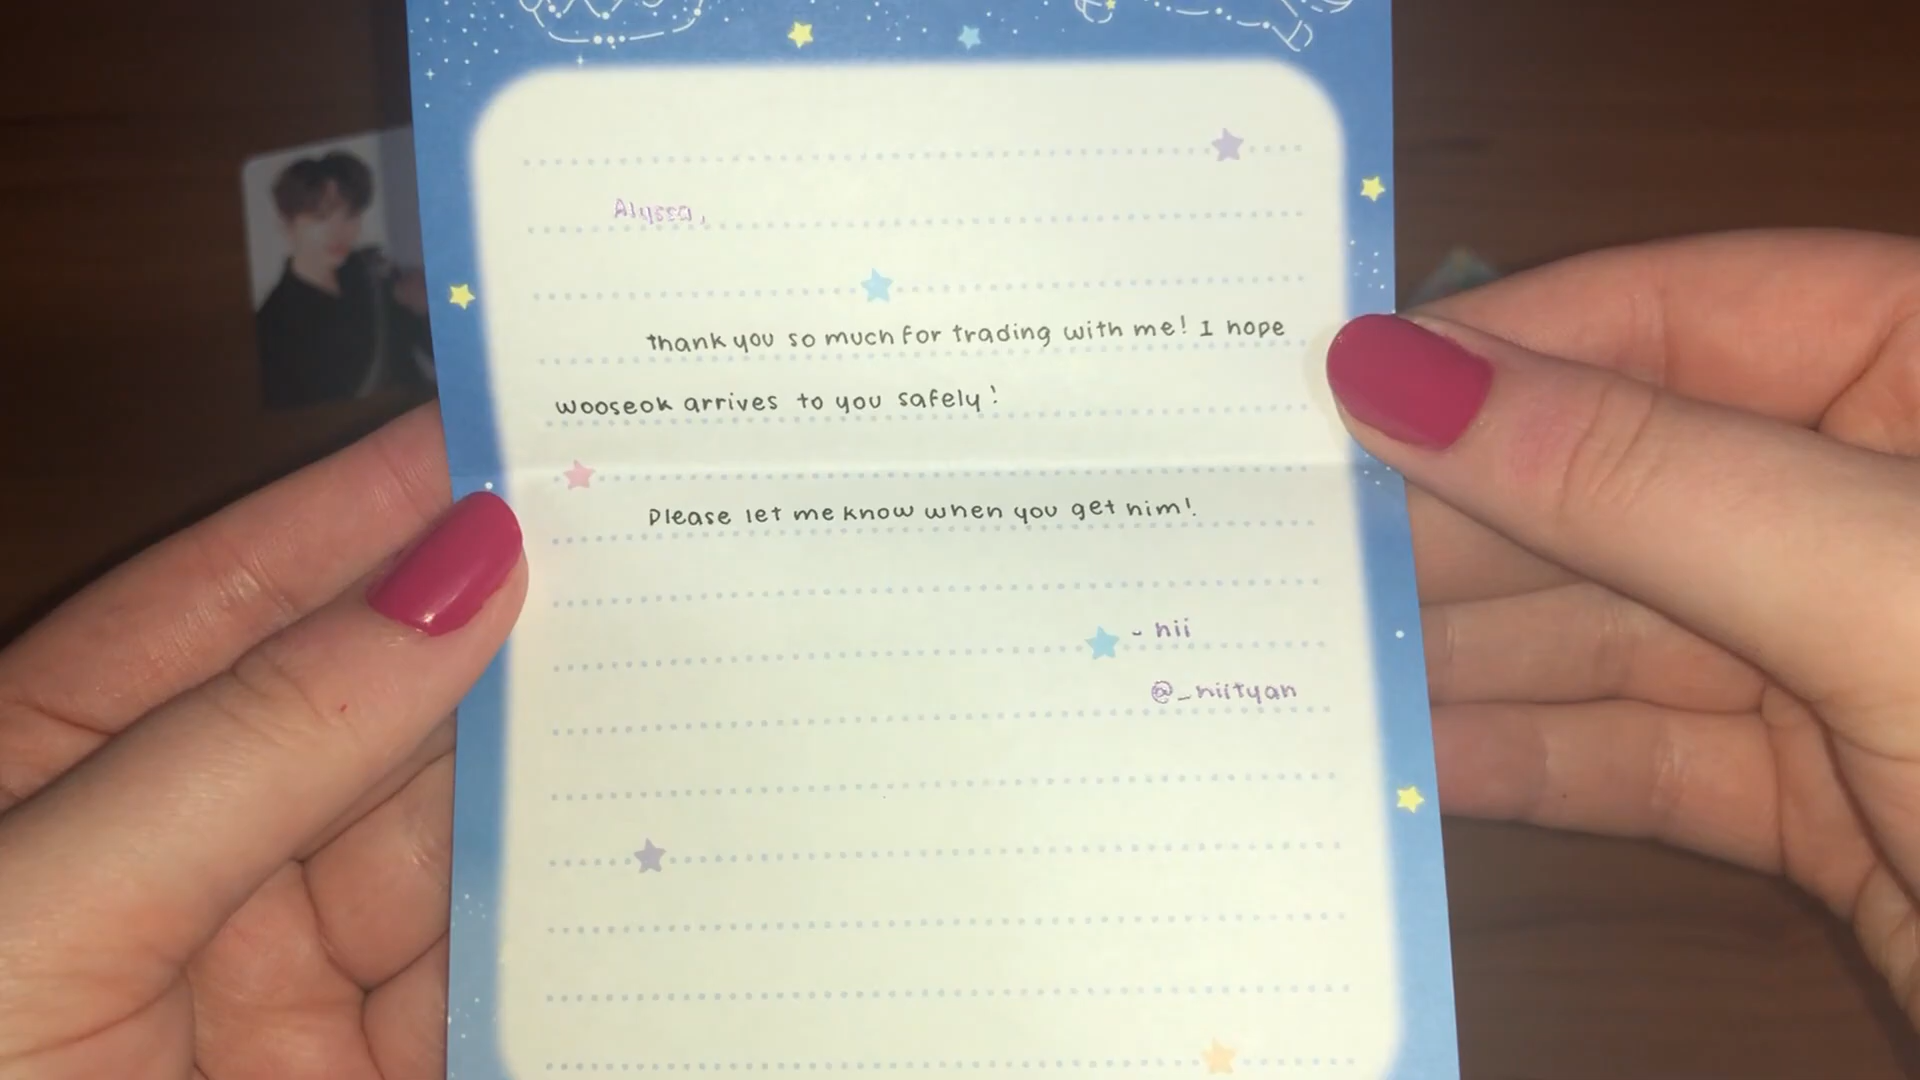 Alyssa,
thank you so much for trading with me! I hope
wooseok arrives to you safely!
Please let me know when you get him!
- nii
@_niityan